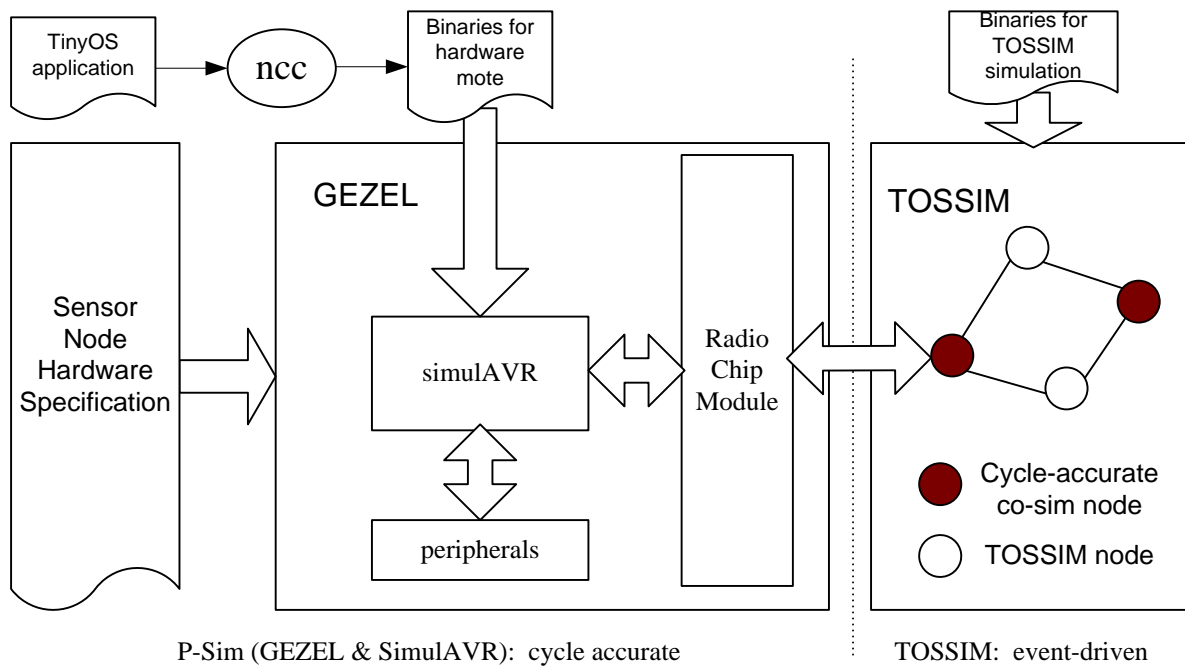 TinyOS
application
ncc
Binaries for
hardware
mote
Binaries for
TOSSIM
simulation
Sensor
Node
Hardware
Specification
GEZEL
simulAVR
peripherals
Radio
Chip
Module
TOSSIM
Cycle-accurate
co-sim node
TOSSIM node
P-Sim (GEZEL & SimulAVR): cycle accurate
TOSSIM: event-driven